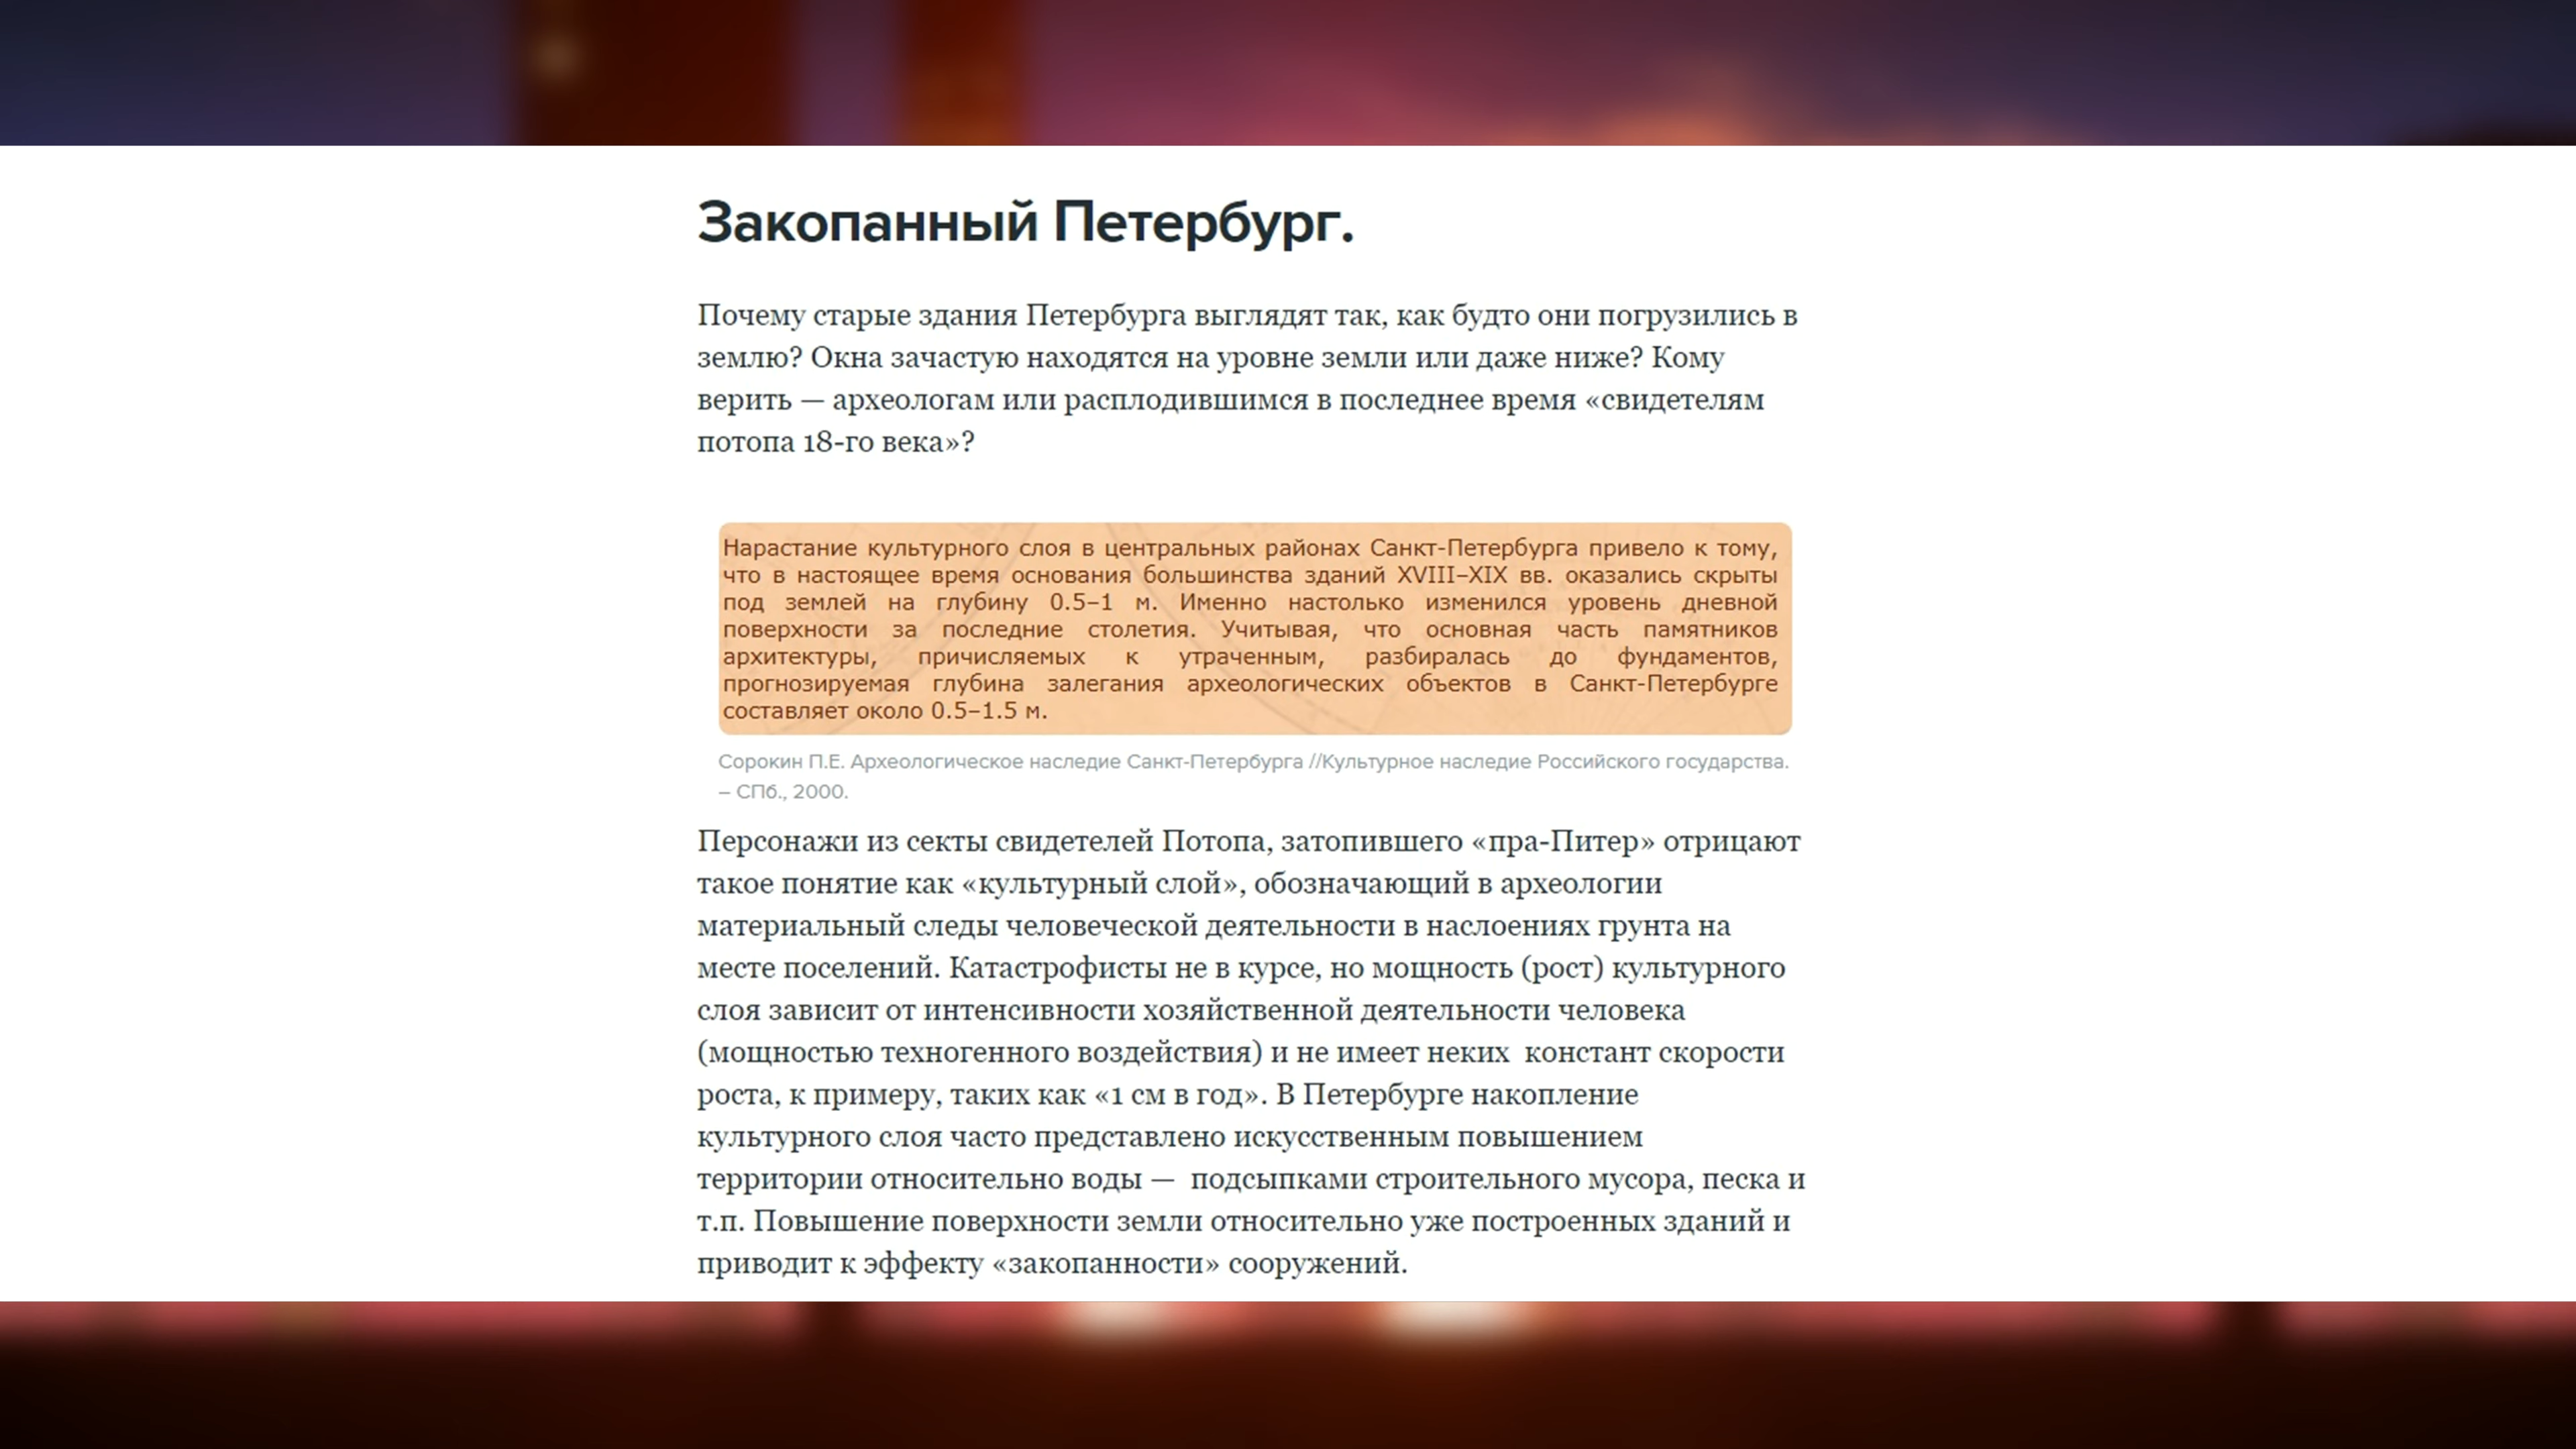 Закопанный Петербург.
Почему старые здания Петербурга выглядят так, как будто они погрузились в
землю? Окна зачастую находятся на уровне земли или даже ниже? Кому
верить — археологам или расплодившимся в последнее время «свидетелям
потопа 18-го века»?
Нарастание культурного слоя в центральных районах Санкт-Петербурга привело к тому,
что в настоящее время основания большинства зданий XVIII–XIX вв. оказались скрыты
под землей на глубину 0.5–1 м. Именно настолько изменился уровень дневной
поверхности за последние столетия. Учитывая, что основная часть памятников
архитектуры, причисляемых к утраченным, разбиралась до фундаментов,
прогнозируемая глубина залегания археологических объектов в Санкт-Петербурге
составляет около 0.5–1.5 м.
Сорокин П.Е. Археологическое наследие Санкт-Петербурга //Культурное наследие Российского государства.
– СПб., 2000.
Персонажи из секты свидетелей Потопа, затопившего «пра-Питер» отрицают
такое понятие как «культурный слой», обозначающий в археологии
материальный следы человеческой деятельности в наслоениях грунта на
месте поселений. Катастрофисты не в курсе, но мощность (рост) культурного
слоя зависит от интенсивности хозяйственной деятельности человека
(мощностью техногенного воздействия) и не имеет неких  констант скорости
роста, к примеру, таких как «1 см в год». В Петербурге накопление
культурного слоя часто представлено искусственным повышением
территории относительно воды —  подсыпками строительного мусора, песка и
т.п. Повышение поверхности земли относительно уже построенных зданий и
приводит к эффекту «закопанности» сооружений.